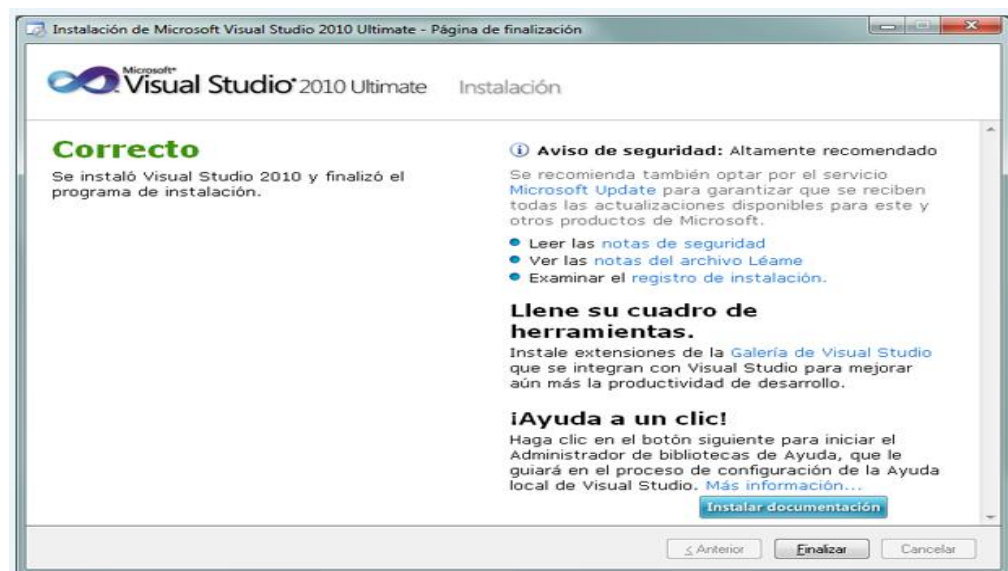 Instalación de Microsoft Visual Studio 2010 Ultimate - Página de finalización
Microsoft
Visual Studio 2010 Ultimate Instalación
Correcto
Se instaló Visual Studio 2010 y finalizó el
programa de instalación.
Aviso de seguridad: Altamente recomendado
Se recomienda también optar por el servicio
Microsoft Update para garantizar que se reciben
todas las actualizaciones disponibles para este y
otros productos de Microsoft.
Leer las notas de seguridad
Ver las notas del archivo Léame
Examinar el registro de instalación.
Llene su cuadro de
herramientas.
Instale extensiones de la Galería de Visual Studio
que se integran con Visual Studio para mejorar
aún más la productividad de desarrollo.
¡Ayuda a un clic!
Haga clic en el botón siguiente para iniciar el
Administrador de bibliotecas de Ayuda, que le
guiará en el proceso de configuración de la Ayuda
local de Visual Studio. Más información...
Instalar documentación
< Anterior Finalizar Cancelar